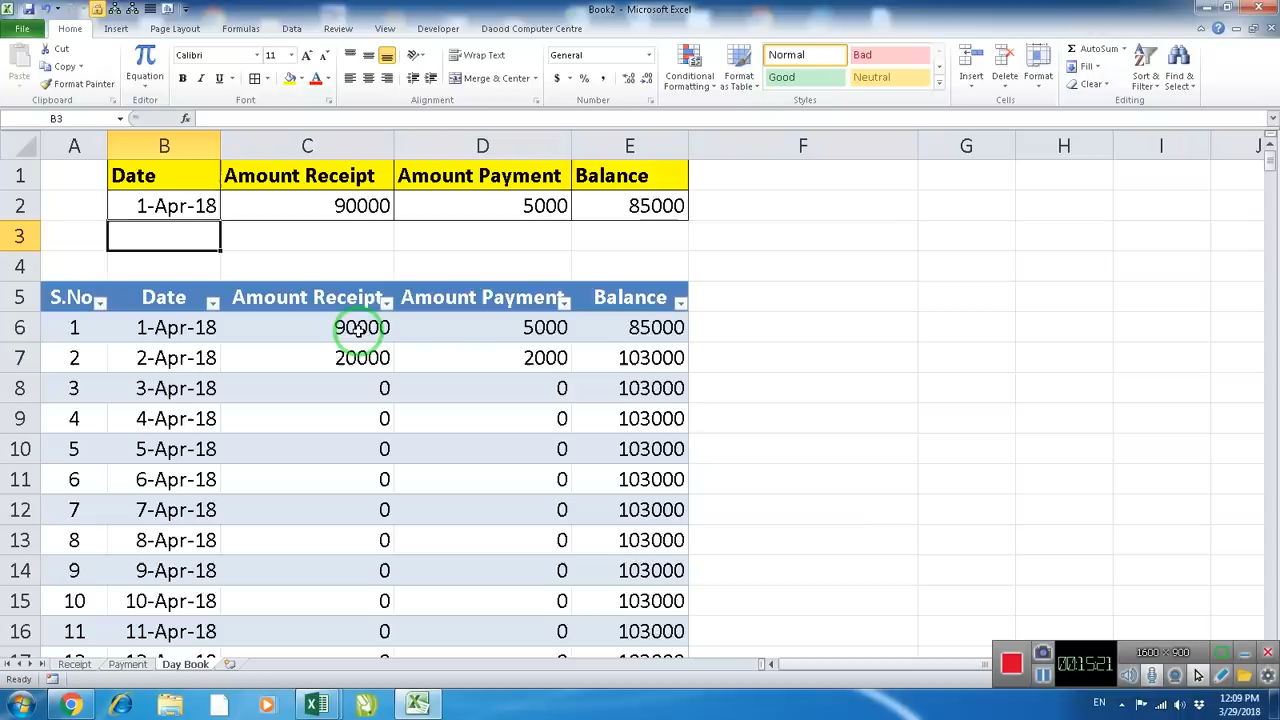 Book2 - Microsoft Excel
File Home Insert Page Layout Formulas Data Review View Developer Daood Computer Centre
Paste Cut Copy Format Painter Clipboard
π Equation Editor
Calibri 11 B I U A Font
Wrap Text Merge & Center Alignment
General $ % , Number
Conditional Formatting Format as Table Normal Bad Good Neutral Styles
Insert Delete Format Cells
Σ AutoSum Fill Clear Sort & Filter Find & Select Editing
B3 fx
A B C D E F G H I J
1 Date Amount Receipt Amount Payment Balance
2 1-Apr-18 90000 5000 85000
3
4
5 S.No Date Amount Receipt Amount Payment Balance
6 1 1-Apr-18 90000 5000 85000
7 2 2-Apr-18 20000 2000 103000
8 3 3-Apr-18 0 0 103000
9 4 4-Apr-18 0 0 103000
10 5 5-Apr-18 0 0 103000
11 6 6-Apr-18 0 0 103000
12 7 7-Apr-18 0 0 103000
13 8 8-Apr-18 0 0 103000
14 9 9-Apr-18 0 0 103000
15 10 10-Apr-18 0 0 103000
16 11 11-Apr-18 0 0 103000
Receipt Payment Day Book
Ready
00:15:21 1600 × 900
EN 12:09 PM
3/29/2018